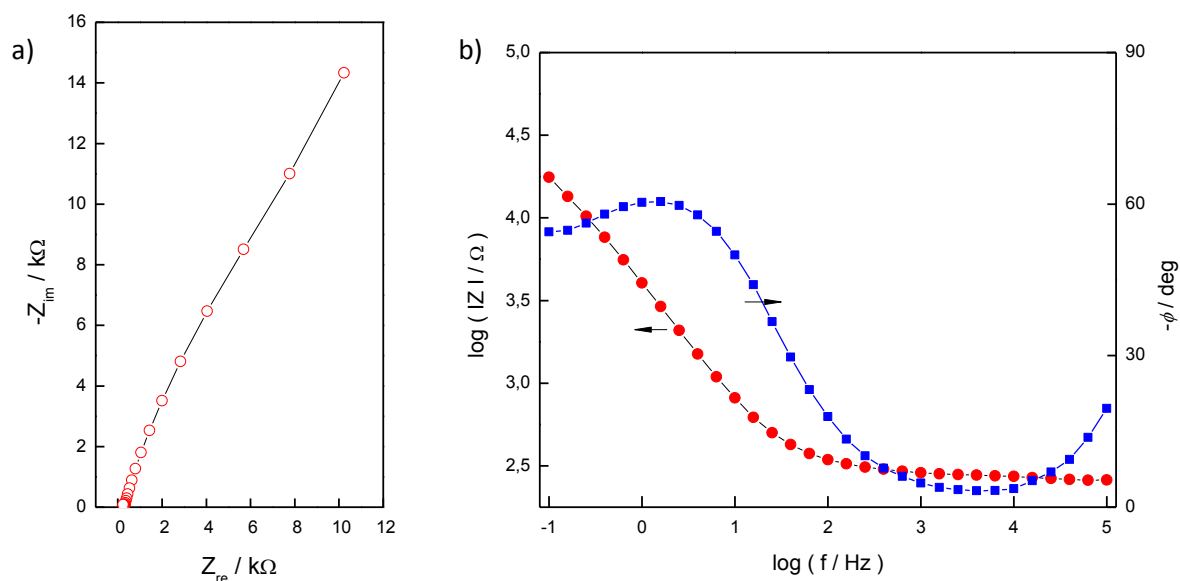 a)
16
14
12
10
8
6
4
2
0
-Z_im / kΩ
0 2 4 6 8 10 12
Z_re / kΩ
b)
5,0
4,5
4,0
3,5
3,0
2,5
log ( IZ I / Ω )
90
60
30
0
-ϕ / deg
-1 0 1 2 3 4 5
log ( f / Hz )